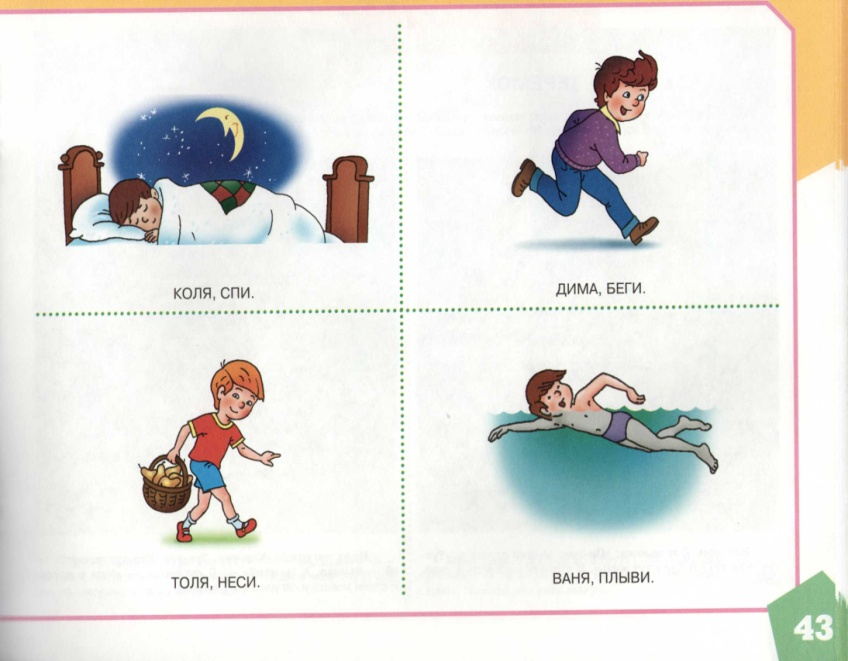 КОЛЯ, СПИ.
ДИМА, БЕГИ.
ТОЛЯ, НЕСИ.
ВАНЯ, ПЛЫВИ.
43